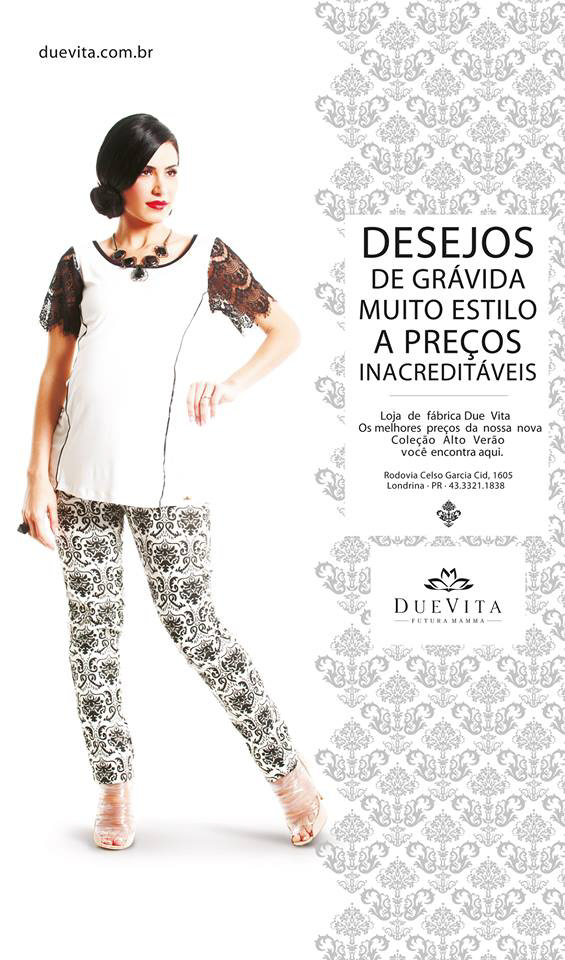 duevita.com.br
DESEJOS
DE GRÁVIDA
MUITO ESTILO
A PREÇOS
INACREDITÁVEIS
Loja de fábrica Due Vita
Os melhores preços da nossa nova
Coleção Alto Verão
você encontra aqui.
Rodovia Celso Garcia Cid, 1605
Londrina - PR - 43.3321.1838
DUEVITA
FUTURA MAMMA